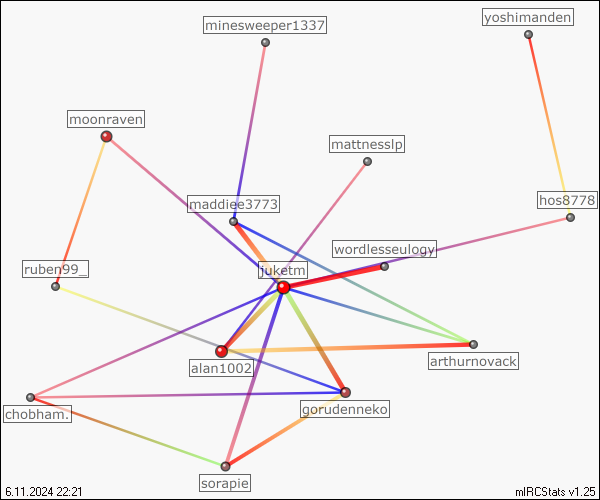 yoshimanden
minesweeper1337
moonraven
mattnesslp
hos8778
maddiee3773
wordlesseulogy
ruben99_
juketm
arthurnovack
alan1002
gorudenneko
chobham.
sorapie
6.11.2024 22:21
mIRCStats v1.25